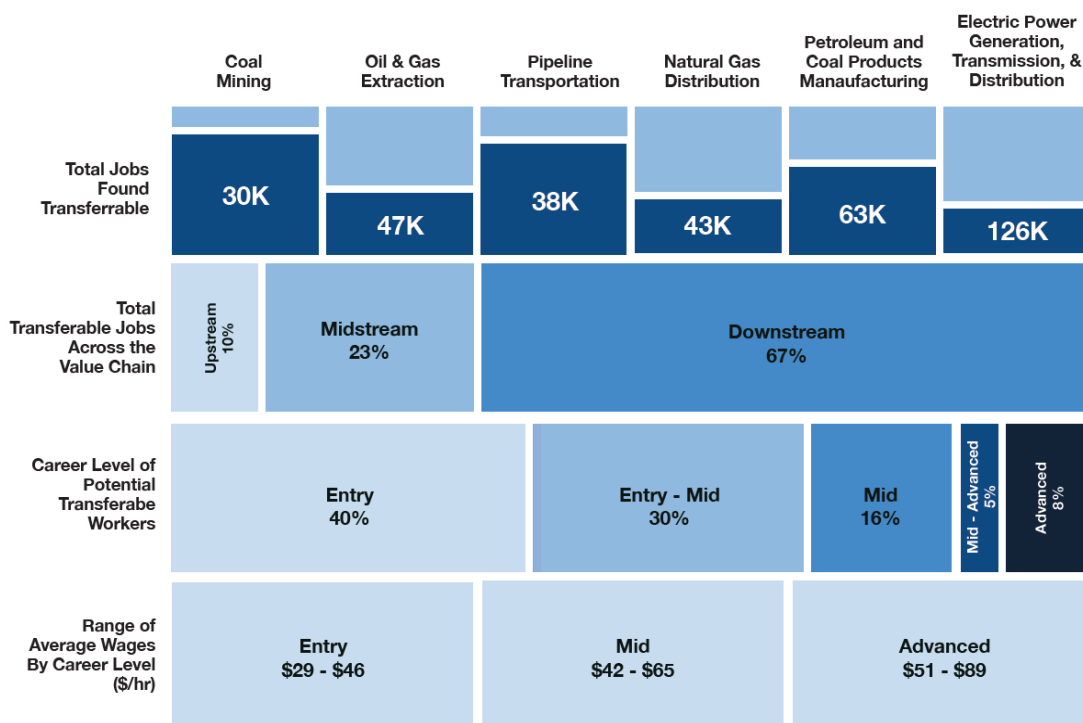 Coal
Mining
Oil & Gas
Extraction
Pipeline
Transportation
Natural Gas
Distribution
Petroleum and
Coal Products
Manaufacturing
Electric Power
Generation,
Transmission, &
Distribution
Total Jobs
Found
Transferrable
30K
47K
38K
43K
63K
126K
Total
Transferable Jobs
Across the
Value Chain
Upstream
10%
Midstream
23%
Downstream
67%
Career Level of
Potential
Transferabe
Workers
Entry
40%
Entry - Mid
30%
Mid
16%
Mid - Advanced
5%
Advanced
8%
Range of
Average Wages
By Career Level
($/hr)
Entry
$29 - $46
Mid
$42 - $65
Advanced
$51 - $89